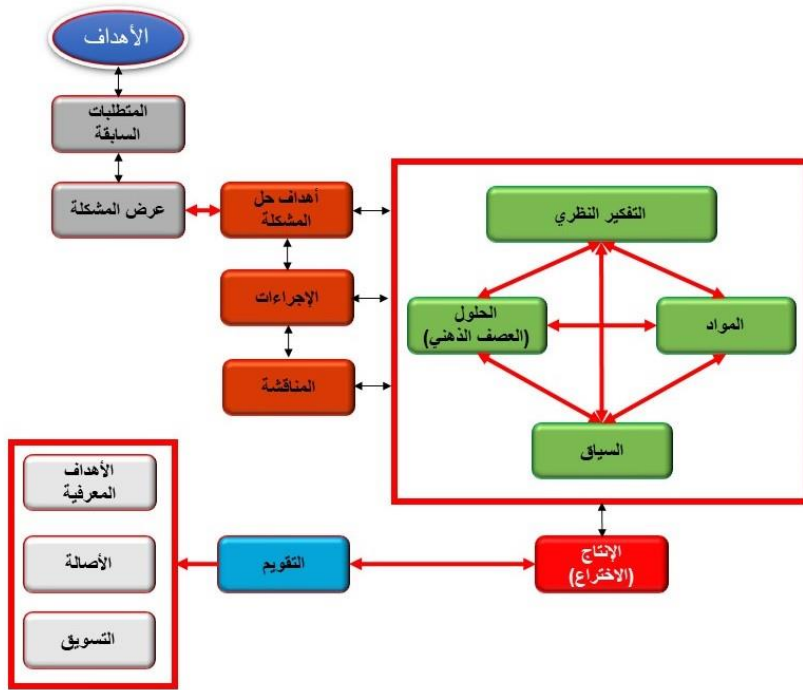 الأهداف
المتطلبات
السابقة
عرض المشكلة
أهداف حل
المشكلة
الإجراءات
المناقشة
التفكير النظري
الحلول
(العصف الذهني)
المواد
السياق
الإنتاج
(الاختراع)
التقويم
الأهداف
المعرفية
الأصالة
التسويق